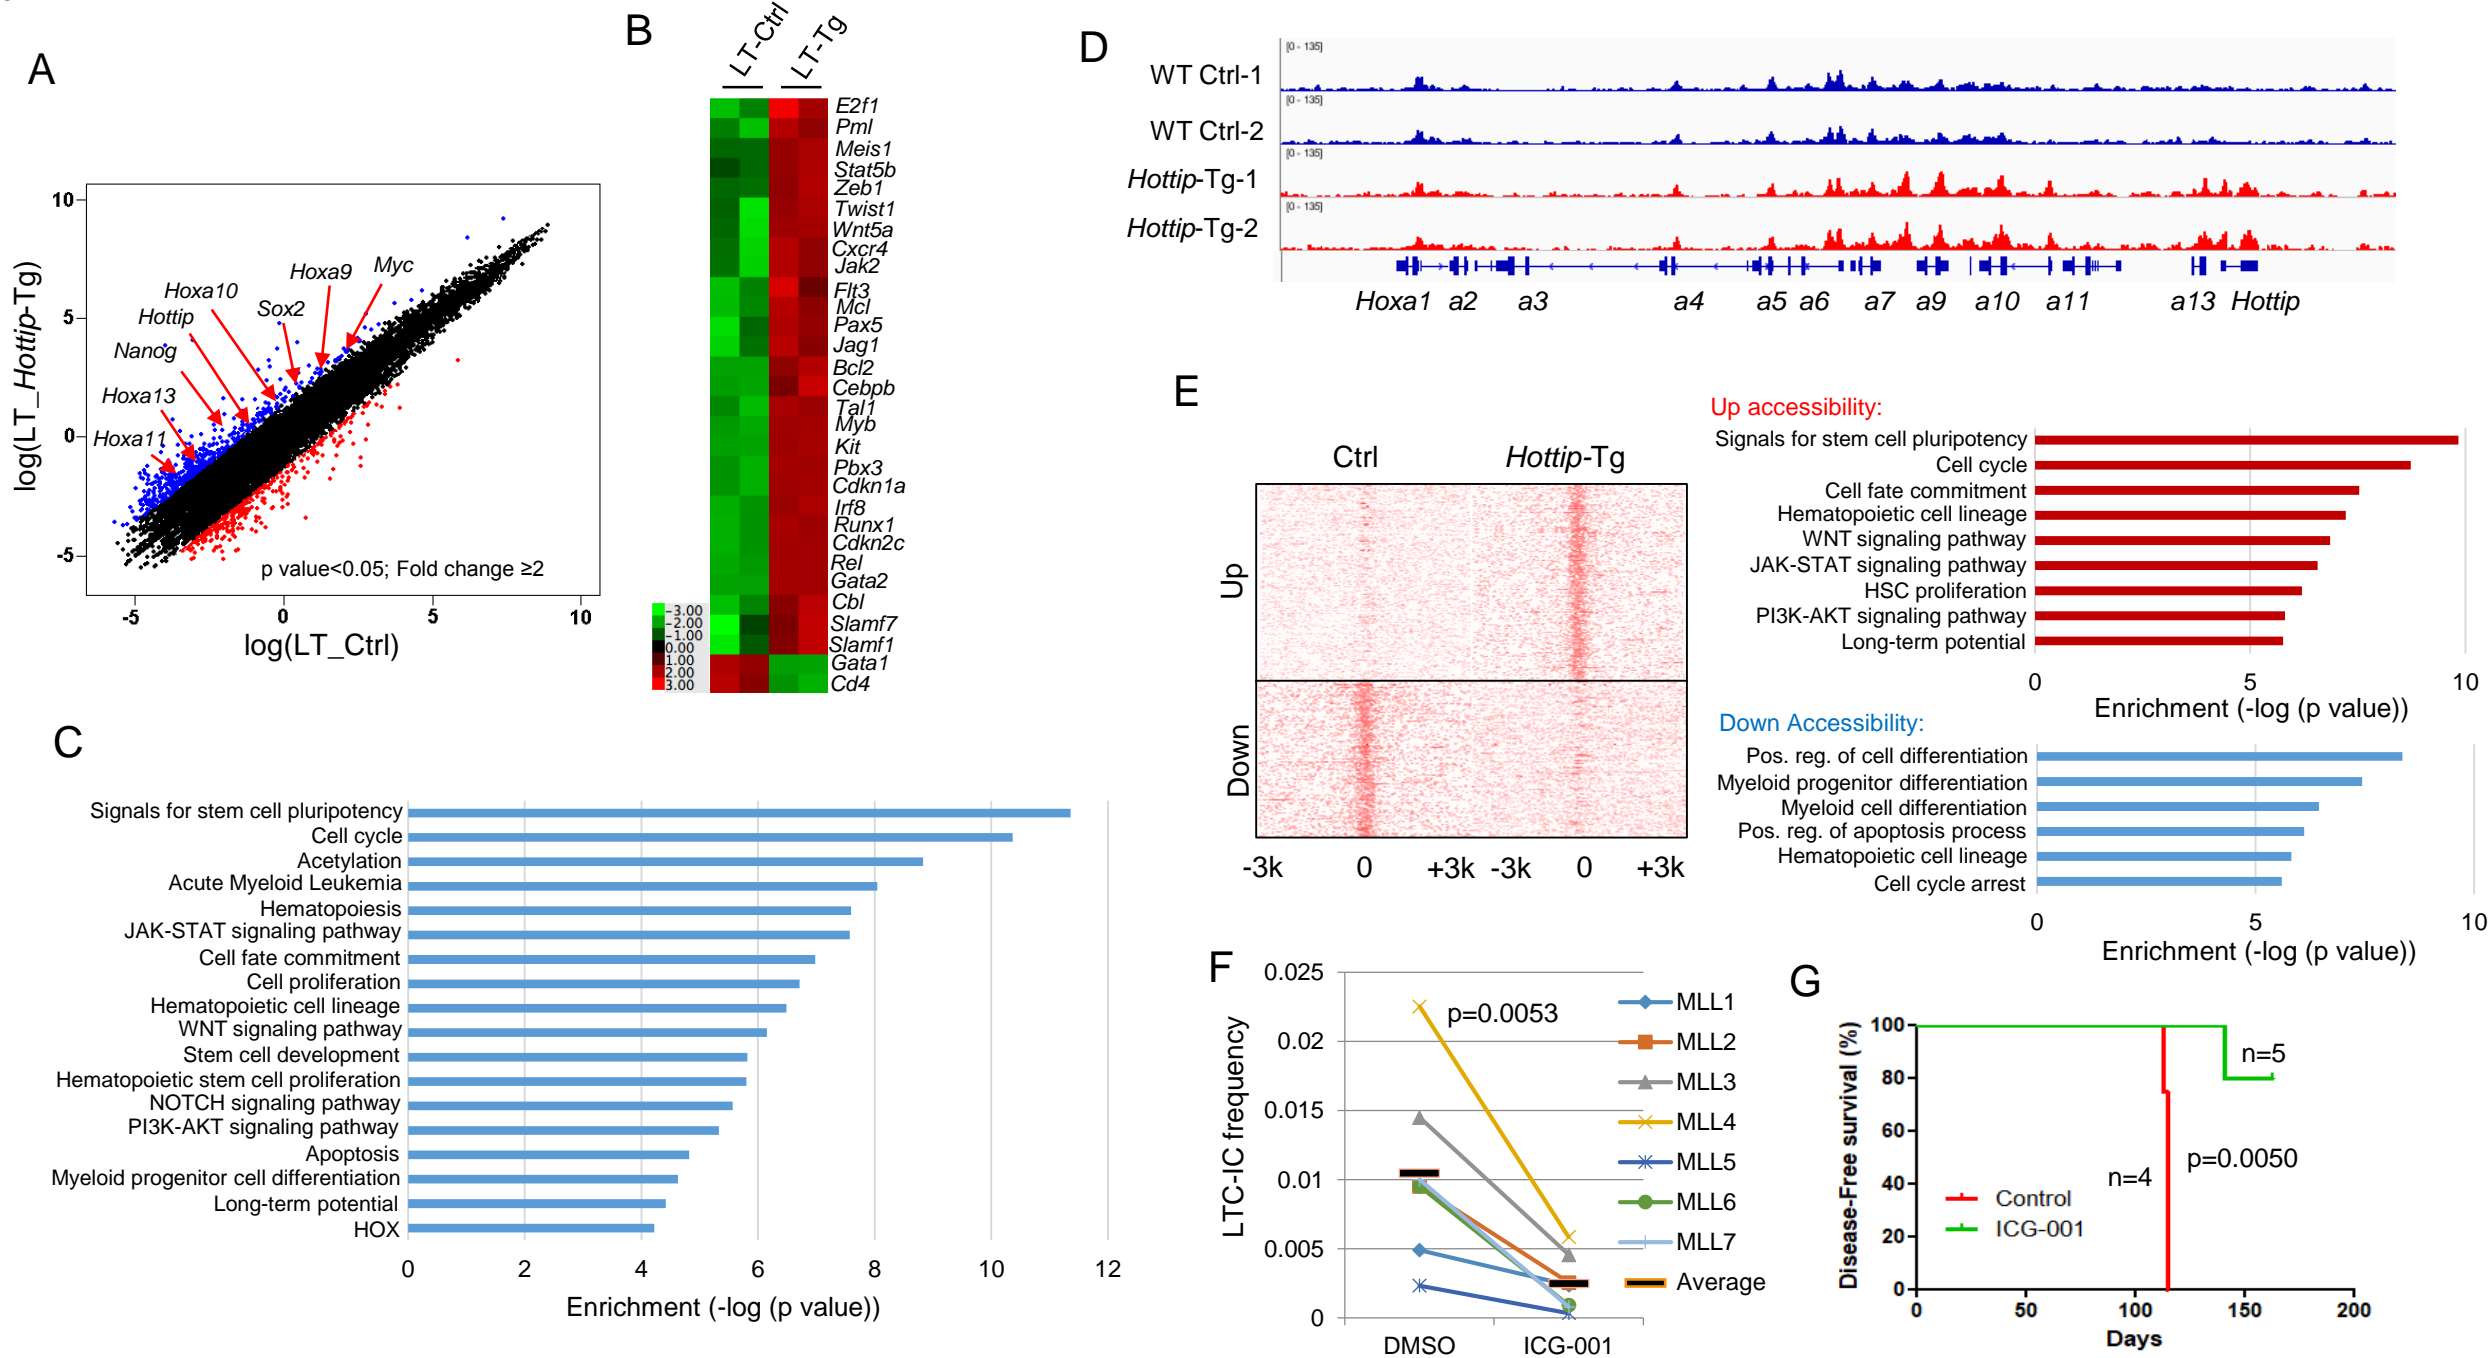 A
10
5
0
-5
-5
0
5
10
log(LT_Hottip-Tg)
log(LT_Ctrl)
Hoxa9
Myc
Hoxa10
Sox2
Hottip
Nanog
Hoxa13
Hoxa11
p value<0.05; Fold change ≥2
B
LT-Ctrl
LT-Tg
E2f1
Pml
Meis1
Stat5b
Zeb1
Twist1
Wnt5a
Cxcr4
Jak2
Flt3
Mcl
Pax5
Jag1
Bcl2
Cebpb
Tal1
Myb
Kit
Pbx3
Cdkn1a
Irf8
Runx1
Cdkn2c
Rel
Gata2
Cbl
Slamf7
Slamf1
Gata1
Cd4
-3.00
-2.00
-1.00
0.00
1.00
2.00
3.00
C
Signals for stem cell pluripotency
Cell cycle
Acetylation
Acute Myeloid Leukemia
Hematopoiesis
JAK-STAT signaling pathway
Cell fate commitment
Cell proliferation
Hematopoietic cell lineage
WNT signaling pathway
Stem cell development
Hematopoietic stem cell proliferation
NOTCH signaling pathway
PI3K-AKT signaling pathway
Apoptosis
Myeloid progenitor cell differentiation
Long-term potential
HOX
0 2 4 6 8 10 12
Enrichment (-log (p value))
D
WT Ctrl-1
[0 - 135]
WT Ctrl-2
[0 - 135]
Hottip-Tg-1
[0 - 135]
Hottip-Tg-2
[0 - 135]
Hoxa1 a2 a3 a4 a5 a6 a7 a9 a10 a11 a13 Hottip
E
Ctrl
Hottip-Tg
Up
Down
-3k 0 +3k -3k 0 +3k
Up accessibility:
Signals for stem cell pluripotency
Cell cycle
Cell fate commitment
Hematopoietic cell lineage
WNT signaling pathway
JAK-STAT signaling pathway
HSC proliferation
PI3K-AKT signaling pathway
Long-term potential
0 5 10
Enrichment (-log (p value))
Down Accessibility:
Pos. reg. of cell differentiation
Myeloid progenitor differentiation
Myeloid cell differentiation
Pos. reg. of apoptosis process
Hematopoietic cell lineage
Cell cycle arrest
0 5 10
Enrichment (-log (p value))
F
LTC-IC frequency
0.025
0.02
0.015
0.01
0.005
0
p=0.0053
DMSO
ICG-001
MLL1
MLL2
MLL3
MLL4
MLL5
MLL6
MLL7
Average
G
Disease-Free survival (%)
100
80
60
40
20
0
n=5
p=0.0050
n=4
Control
ICG-001
0 50 100 150 200
Days